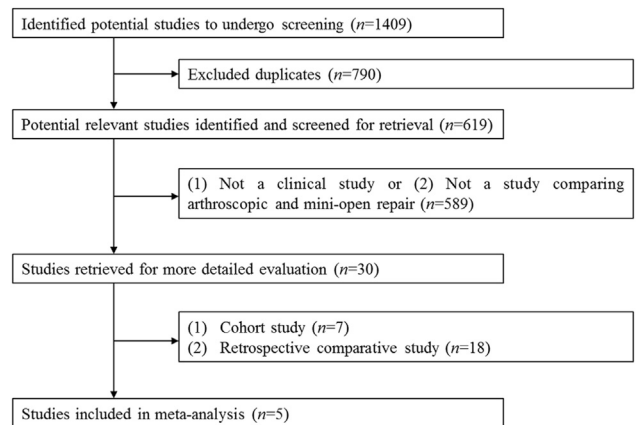 Identified potential studies to undergo screening (n=1409)
Excluded duplicates (n=790)
Potential relevant studies identified and screened for retrieval (n=619)
(1) Not a clinical study or (2) Not a study comparing
arthroscopic and mini-open repair (n=589)
Studies retrieved for more detailed evaluation (n=30)
(1) Cohort study (n=7)
(2) Retrospective comparative study (n=18)
Studies included in meta-analysis (n=5)